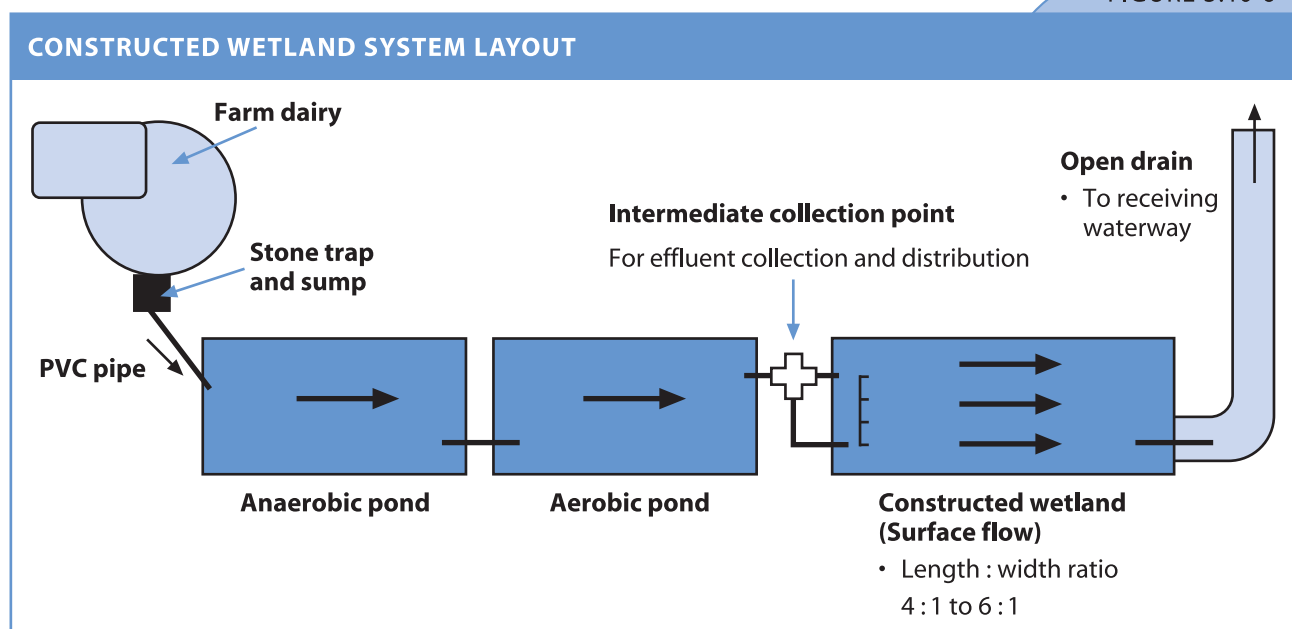 CONSTRUCTED WETLAND SYSTEM LAYOUT
Farm dairy
Stone trap
and sump
PVC pipe
Intermediate collection point
For effluent collection and distribution
Open drain
• To receiving
waterway
Anaerobic pond
Aerobic pond
Constructed wetland
(Surface flow)
• Length : width ratio
4 : 1 to 6 : 1